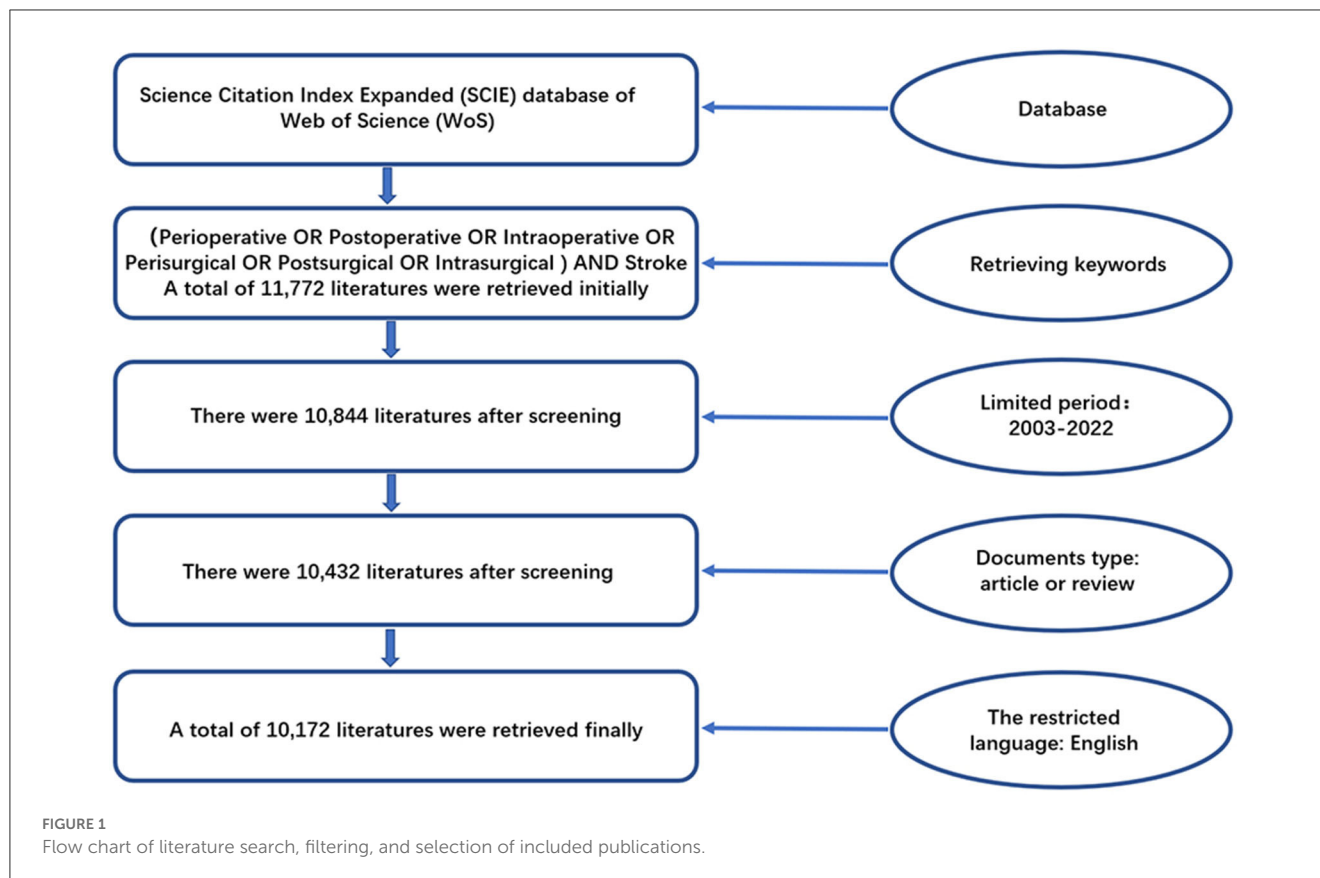 Science Citation Index Expanded (SCIE) database of
Web of Science (WoS)
Database
(Perioperative OR Postoperative OR Intraoperative OR
Perisurgical OR Postsurgical OR Intrasurgical ) AND Stroke
A total of 11,772 literatures were retrieved initially
Retrieving keywords
There were 10,844 literatures after screening
Limited period:
2003-2022
There were 10,432 literatures after screening
Documents type:
article or review
A total of 10,172 literatures were retrieved finally
The restricted
language: English
FIGURE 1
Flow chart of literature search, filtering, and selection of included publications.